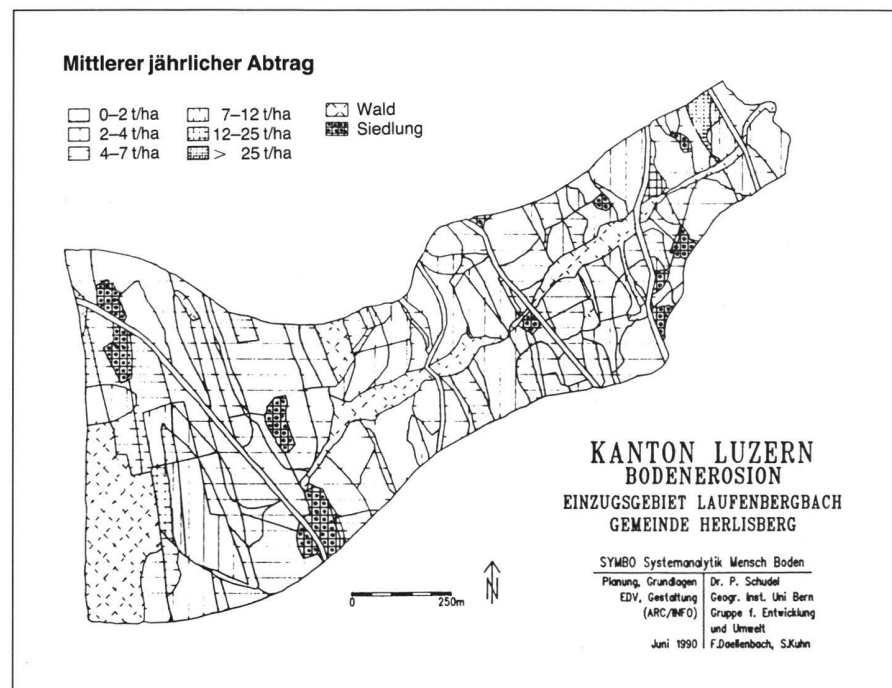 Mittlerer jährlicher Abtrag
0–2 t/ha
2–4 t/ha
4–7 t/ha
7–12 t/ha
12–25 t/ha
> 25 t/ha
Wald
Siedlung
KANTON LUZERN
BODENEROSION
EINZUGSGEBIET LAUFENBERGBACH
GEMEINDE HERLISBERG
0 250m
N
SYMBO Systemanalytik Mensch Boden
Planung, Grundlagen Dr. P. Schudel
EDV, Gestaltung Geogr. Inst. Uni Bern
(ARC/INFO) Gruppe f. Entwicklung
und Umwelt
Juni 1990 F.Daellenbach, S.Kuhn